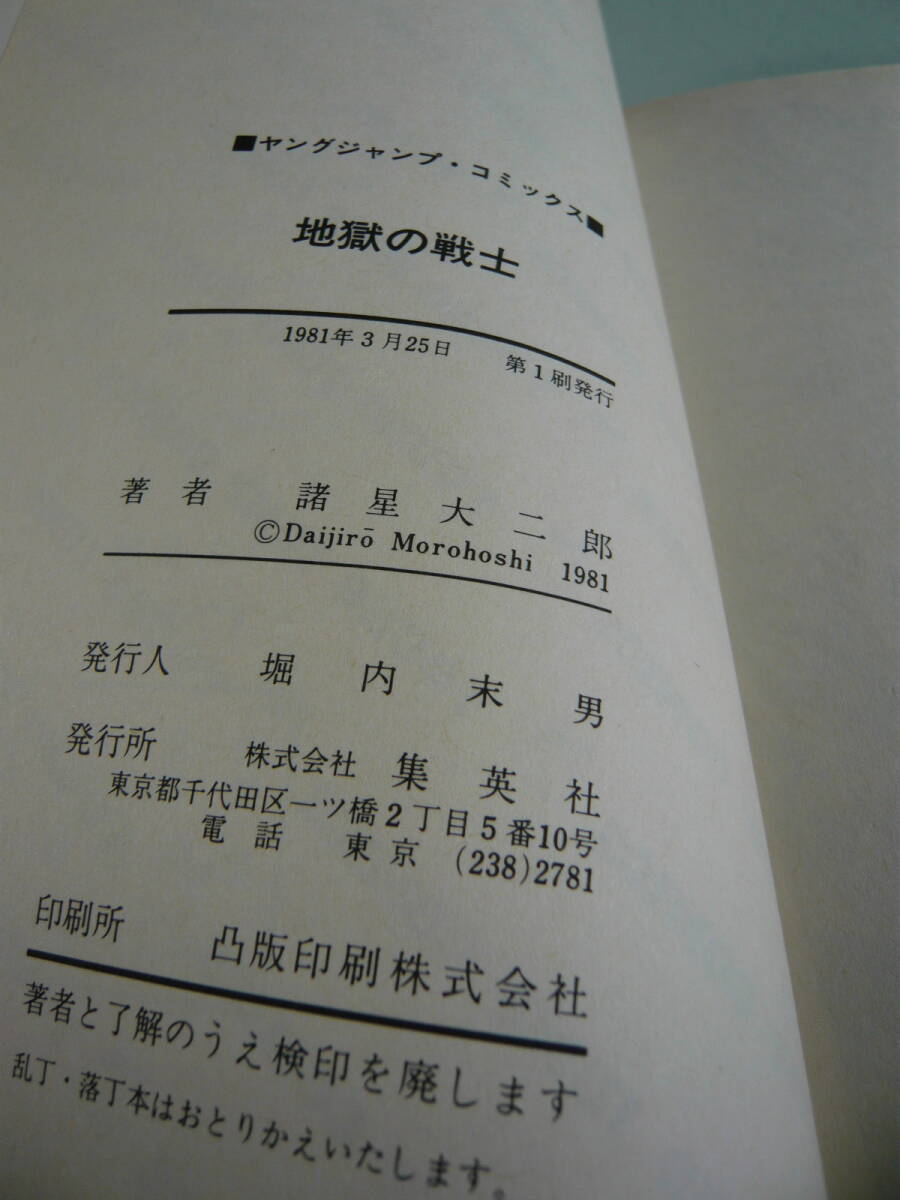 ■ヤングジャンプ・コミックス■
地獄の戦士
1981年3月25日 第1刷発行
著者 諸星大二郎
©Daijirō Morohoshi 1981
発行人 堀内末男
発行所 株式会社 集英社
東京都千代田区一ツ橋2丁目5番10号
電話 東京 (238)2781
印刷所 凸版印刷株式会社
著者と了解のうえ検印を廃します
乱丁・落丁本はおとりかえいたします。